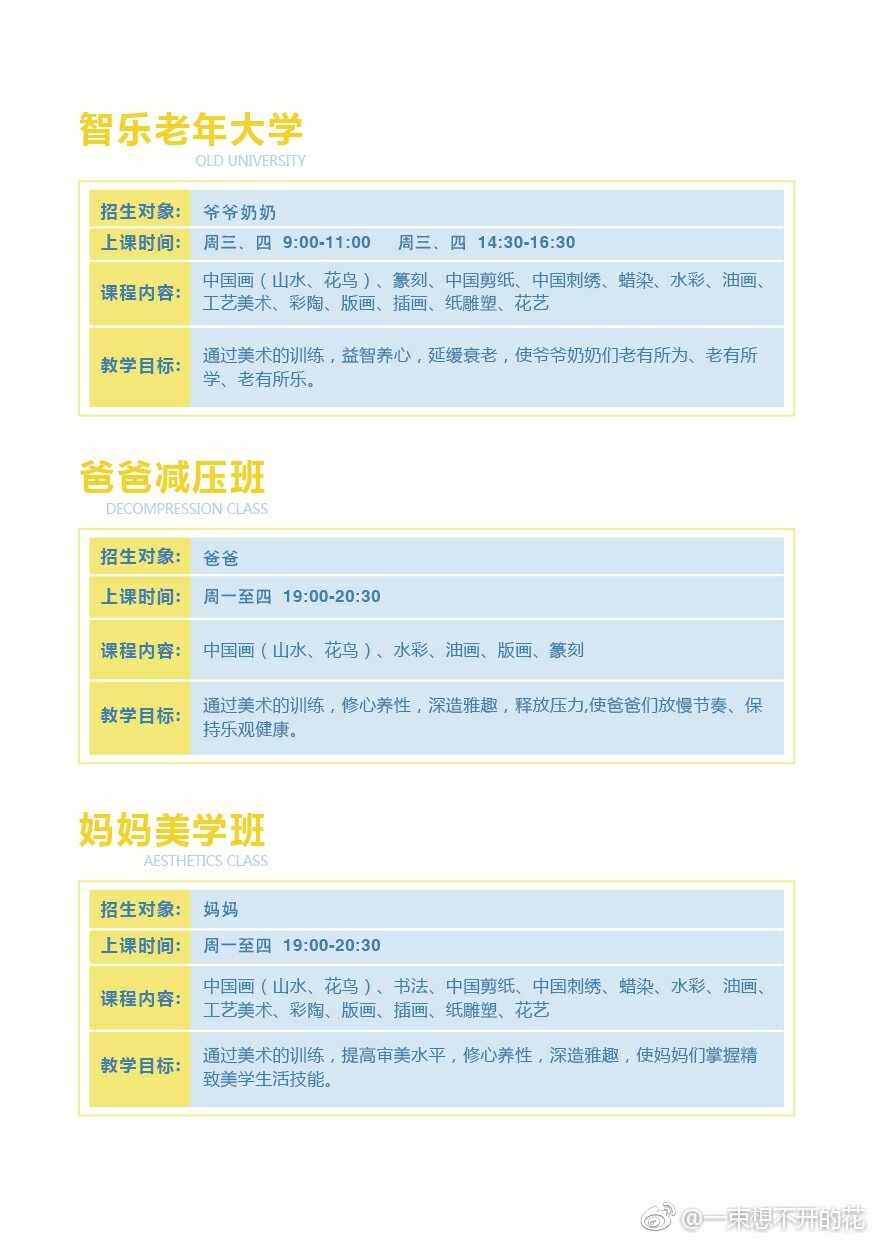 智乐老年大学
OLD UNIVERSITY
招生对象: 爷爷奶奶
上课时间: 周三、四 9:00-11:00 周三、四 14:30-16:30
课程内容: 中国画（山水、花鸟）、篆刻、中国剪纸、中国刺绣、蜡染、水彩、油画、
工艺美术、彩陶、版画、插画、纸雕塑、花艺
教学目标: 通过美术的训练，益智养心，延缓衰老，使爷爷奶奶们老有所为、老有所
学、老有所乐。
爸爸减压班
DECOMPRESSION CLASS
招生对象: 爸爸
上课时间: 周一至四 19:00-20:30
课程内容: 中国画（山水、花鸟）、水彩、油画、版画、篆刻
教学目标: 通过美术的训练，修心养性，深造雅趣，释放压力,使爸爸们放慢节奏、保
持乐观健康。
妈妈美学班
AESTHETICS CLASS
招生对象: 妈妈
上课时间: 周一至四 19:00-20:30
课程内容: 中国画（山水、花鸟）、书法、中国剪纸、中国刺绣、蜡染、水彩、油画、
工艺美术、彩陶、版画、插画、纸雕塑、花艺
教学目标: 通过美术的训练，提高审美水平，修心养性，深造雅趣，使妈妈们掌握精
致美学生活技能。
@一束想不开的花